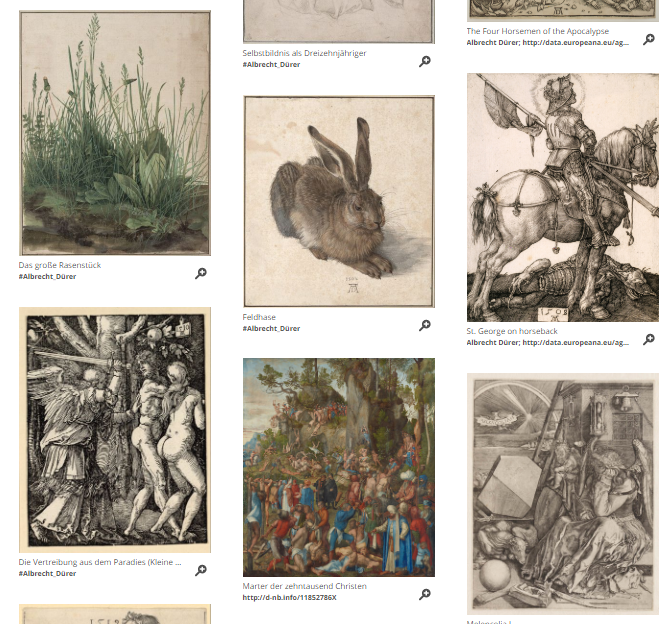 Das große Rasenstück
#Albrecht_Dürer
Die Vertreibung aus dem Paradies (Kleine ...
#Albrecht_Dürer
Selbstbildnis als Dreizehnjähriger
#Albrecht_Dürer
Feldhase
#Albrecht_Dürer
Marter der zehntausend Christen
http://d-nb.info/11852786X
The Four Horsemen of the Apocalypse
Albrecht Dürer; http://data.europeana.eu/ag...
1508
St. George on horseback
Albrecht Dürer; http://data.europeana.eu/ag...
Melencolia I